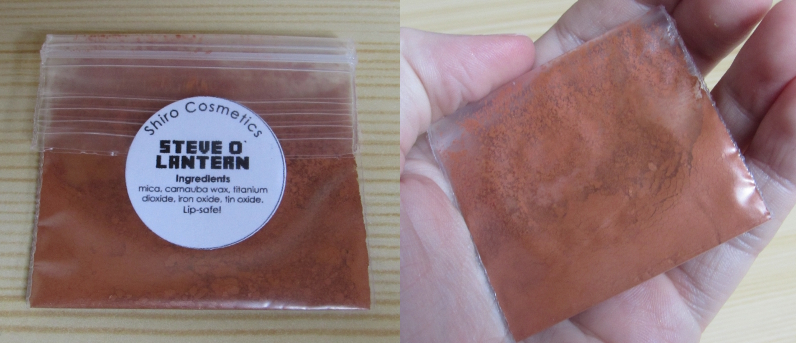 Shiro Cosmetics
STEVE O'
LANTERN
Ingredients
mica, carnauba wax, titanium
dioxide, iron oxide, tin oxide.
Lip-safe!